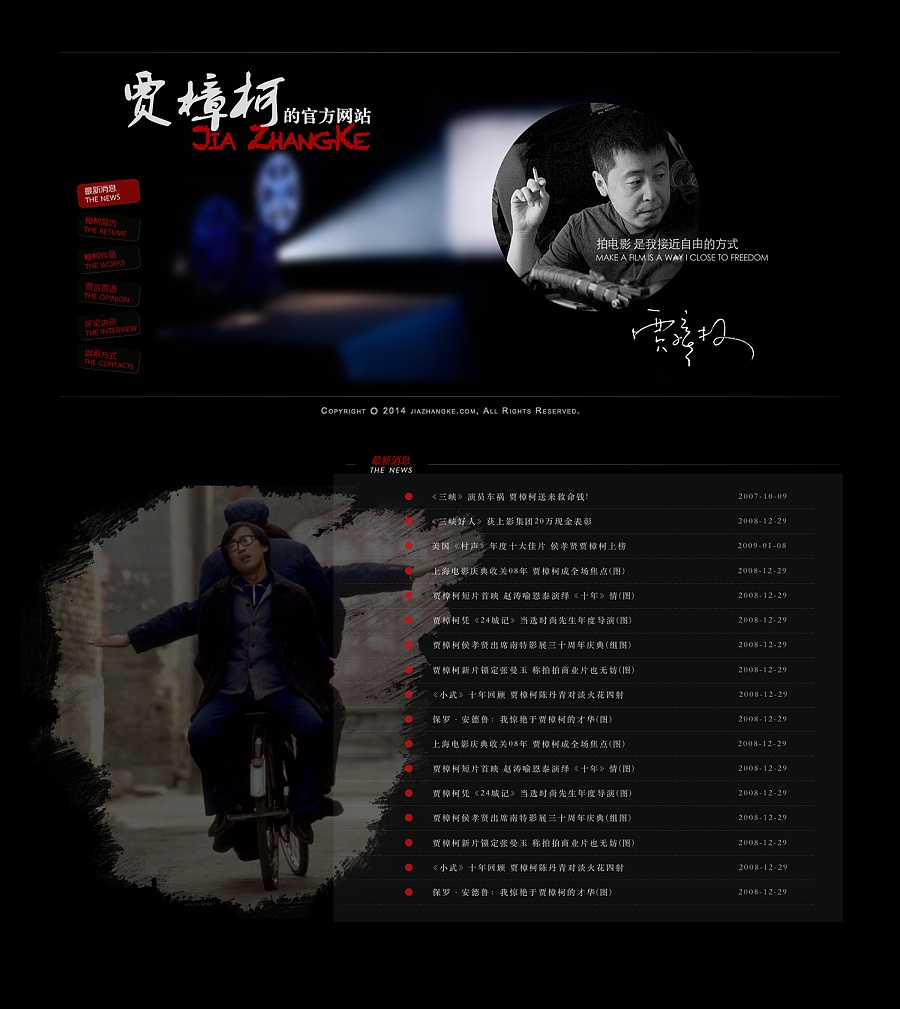 贾樟柯的官方网站
JIA ZHANGKE
最新消息
THE NEWS
樟柯简历
THE RESUME
樟柯作品
THE WORKS
贾言贾语
THE OPINION
评论访谈
THE INTERVIEW
联系方式
THE CONTACTS
拍电影 是我接近自由的方式
MAKE A FILM IS A WAY I CLOSE TO FREEDOM
贾樟柯
COPYRIGHT © 2014 JIAZHANGKE.COM, ALL RIGHTS RESERVED.
最新消息
THE NEWS
《三峡》演员车祸 贾樟柯送来救命钱! 2007-10-09
《三峡好人》获上影集团20万现金表彰 2008-12-29
美国《村声》年度十大佳片 侯孝贤贾樟柯上榜 2009-01-08
上海电影庆典收关08年 贾樟柯成全场焦点(图) 2008-12-29
贾樟柯短片首映 赵涛喻恩泰演绎《十年》情(图) 2008-12-29
贾樟柯凭《24城记》当选时尚先生年度导演(图) 2008-12-29
贾樟柯侯孝贤出席南特影展三十周年庆典(组图) 2008-12-29
贾樟柯新片锁定张曼玉 称拍拍商业片也无妨(图) 2008-12-29
《小武》十年回顾 贾樟柯陈丹青对淡火花四射 2008-12-29
保罗·安德鲁：我惊艳于贾樟柯的才华(图) 2008-12-29
上海电影庆典收关08年 贾樟柯成全场焦点(图) 2008-12-29
贾樟柯短片首映 赵涛喻恩泰演绎《十年》情(图) 2008-12-29
贾樟柯凭《24城记》当选时尚先生年度导演(图) 2008-12-29
贾樟柯侯孝贤出席南特影展三十周年庆典(组图) 2008-12-29
贾樟柯新片锁定张曼玉 称拍拍商业片也无妨(图) 2008-12-29
《小武》十年回顾 贾樟柯陈丹青对淡火花四射 2008-12-29
保罗·安德鲁：我惊艳于贾樟柯的才华(图) 2008-12-29